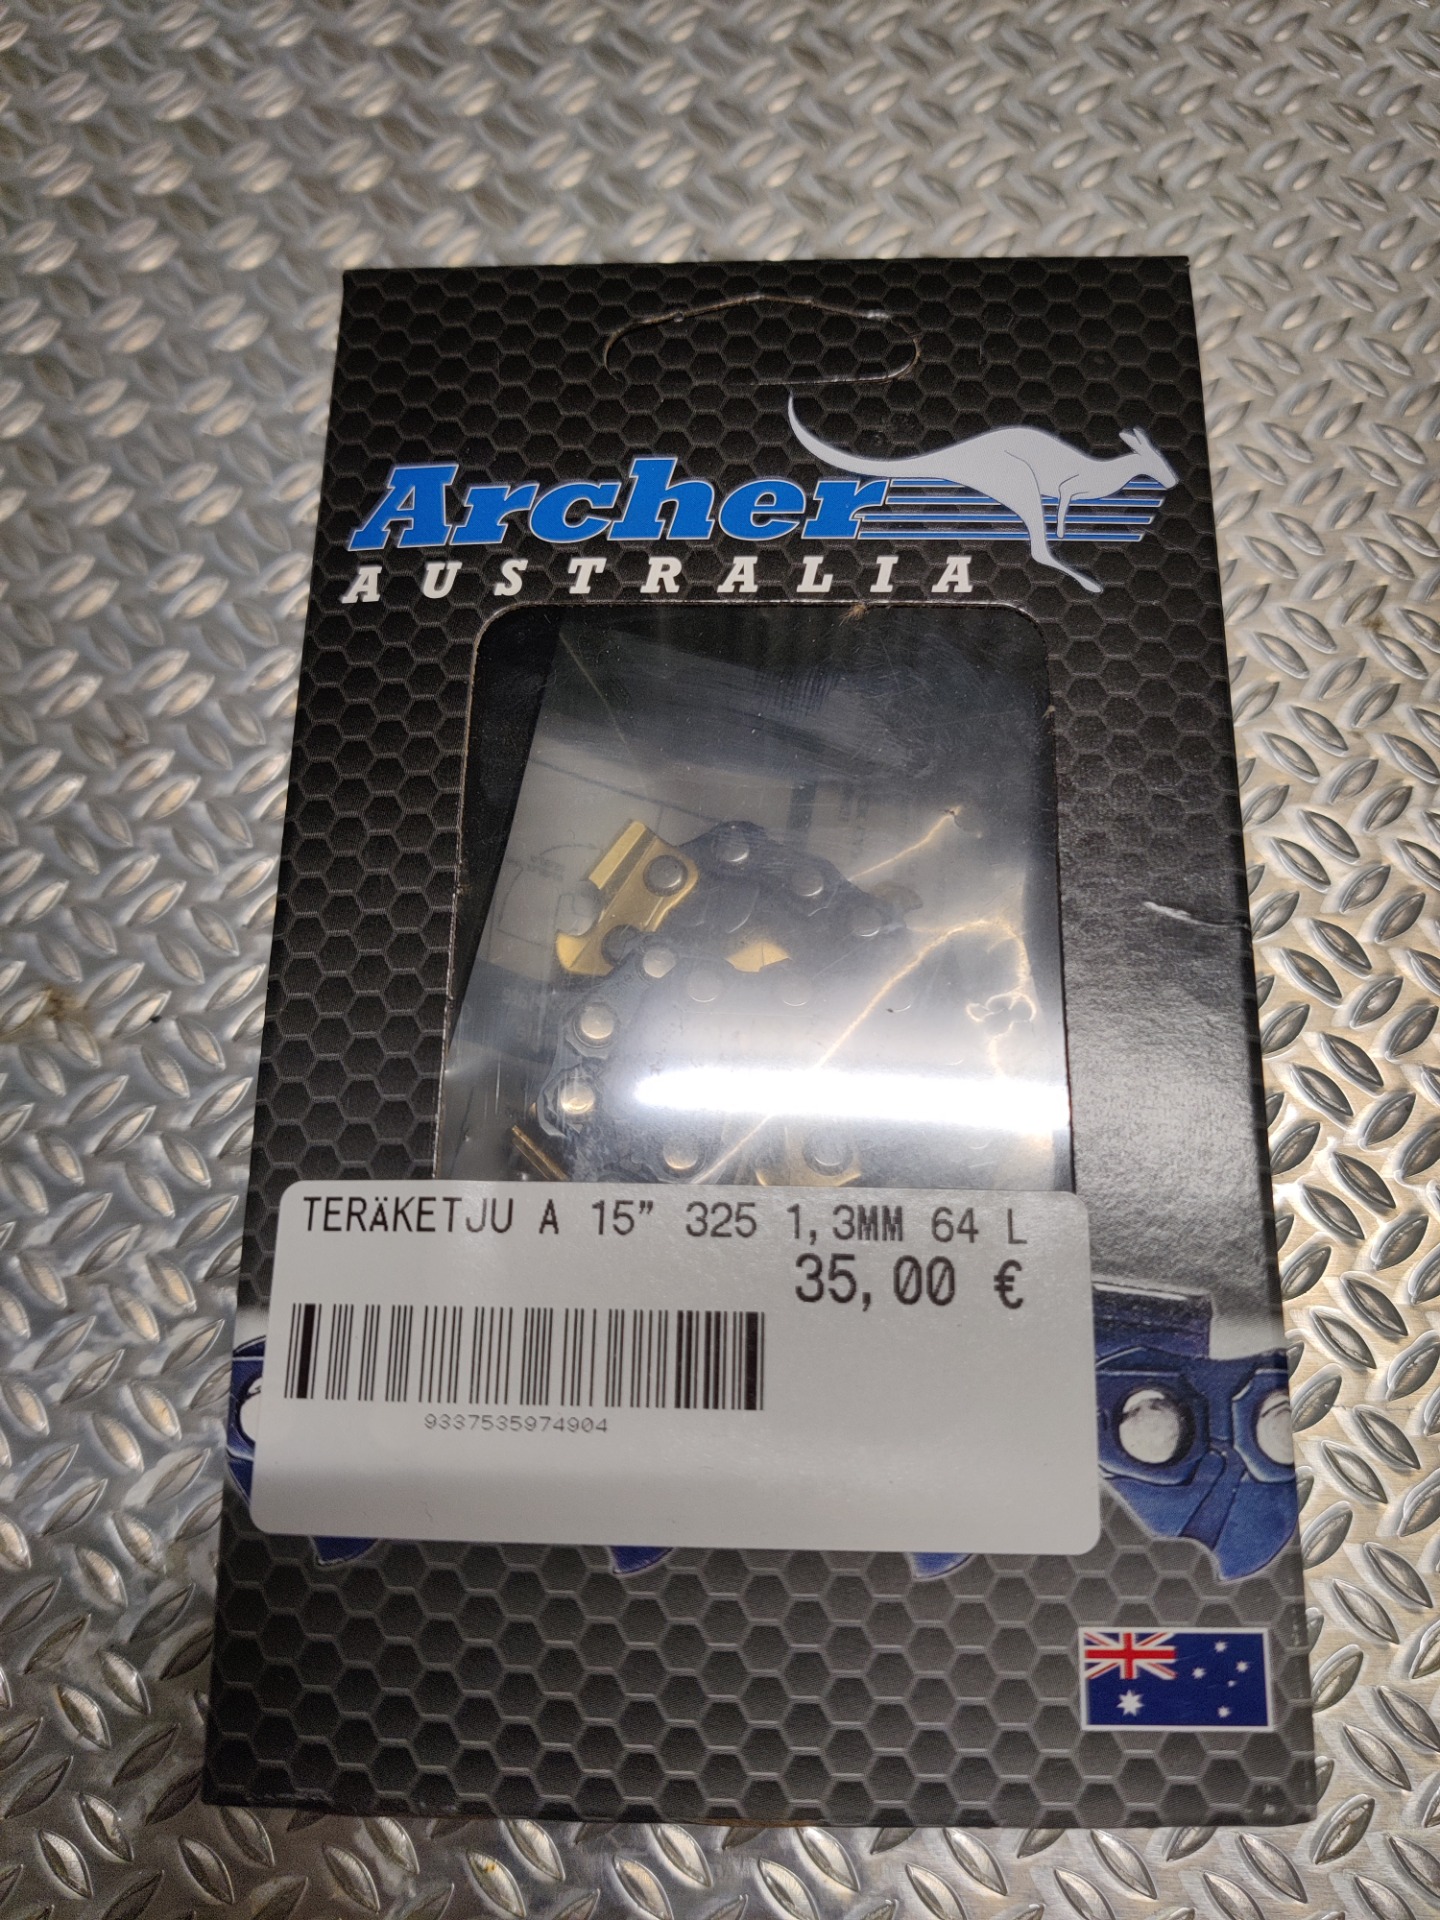 Archer
AUSTRALIA
TERÄKETJU A 15" 325 1,3MM 64 L
35,00 €
9337535974904